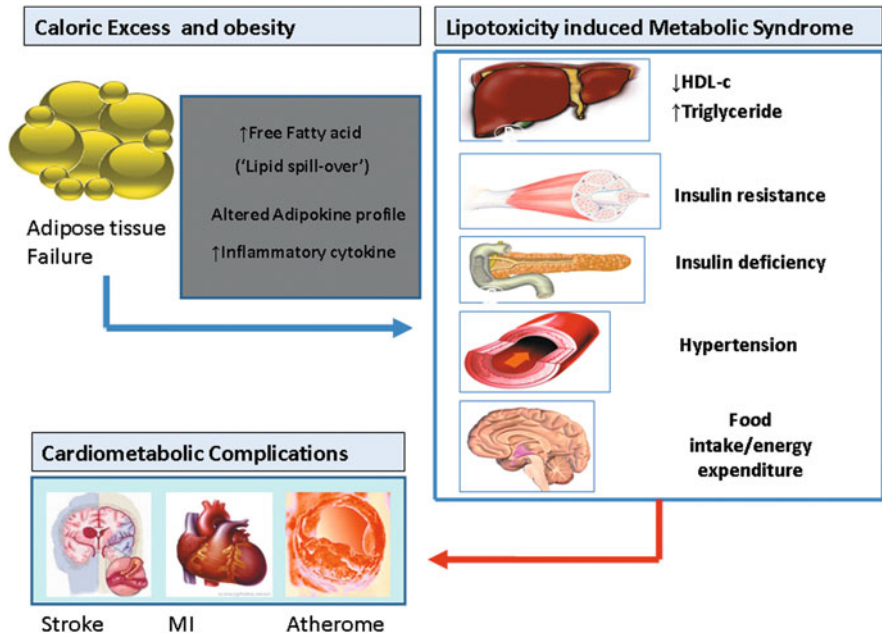 Caloric Excess and obesity
↑Free Fatty acid
('Lipid spill-over')
Altered Adipokine profile
↑Inflammatory cytokine
Adipose tissue
Failure
Lipotoxicity induced Metabolic Syndrome
↓HDL-c
↑Triglyceride
Insulin resistance
Insulin deficiency
Hypertension
Food
intake/energy
expenditure
Cardiometabolic Complications
Stroke
MI
Atherome